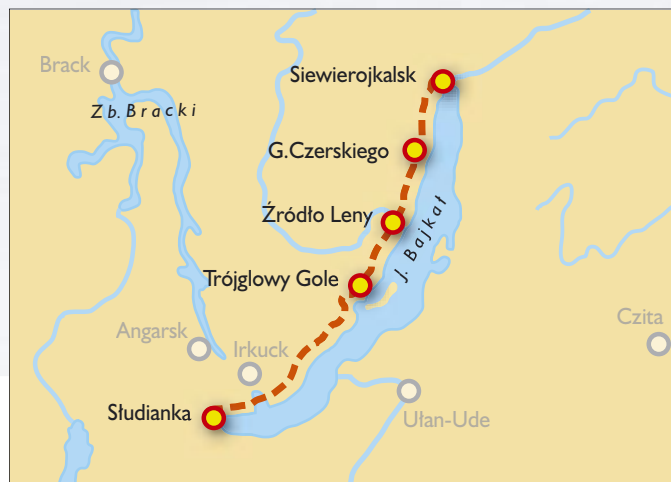 Brack
Zb. Bracki
Siewierojkalsk
G.Czerskiego
Źródło Leny
J. Bajkał
Trójglowy Gole
Angarsk
Irkuck
Czita
Słudianka
Ułan-Ude